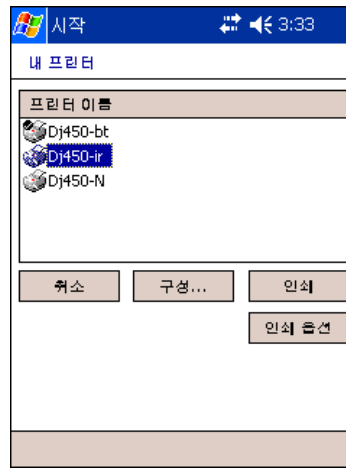 시작 3:33
내 프린터
프린터 이름
Dj450-bt
Dj450-ir
Dj450-N
취소 구성... 인쇄
인쇄 옵션